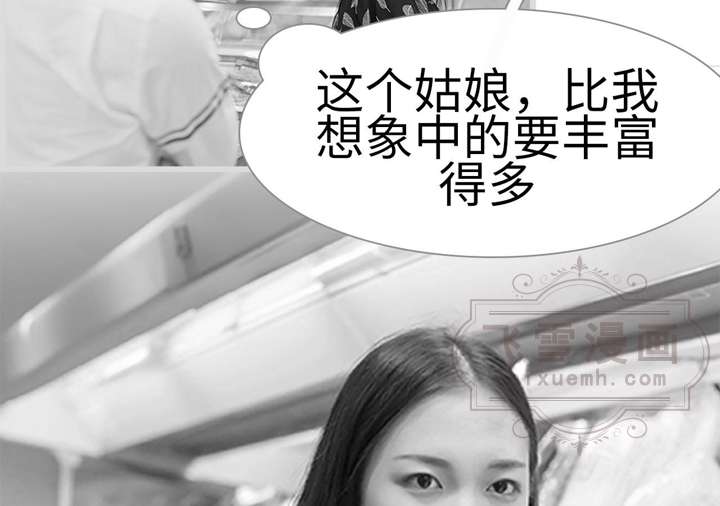 这个姑娘，比我
想象中的要丰富
得多
飞雪漫画
fxuemh.com